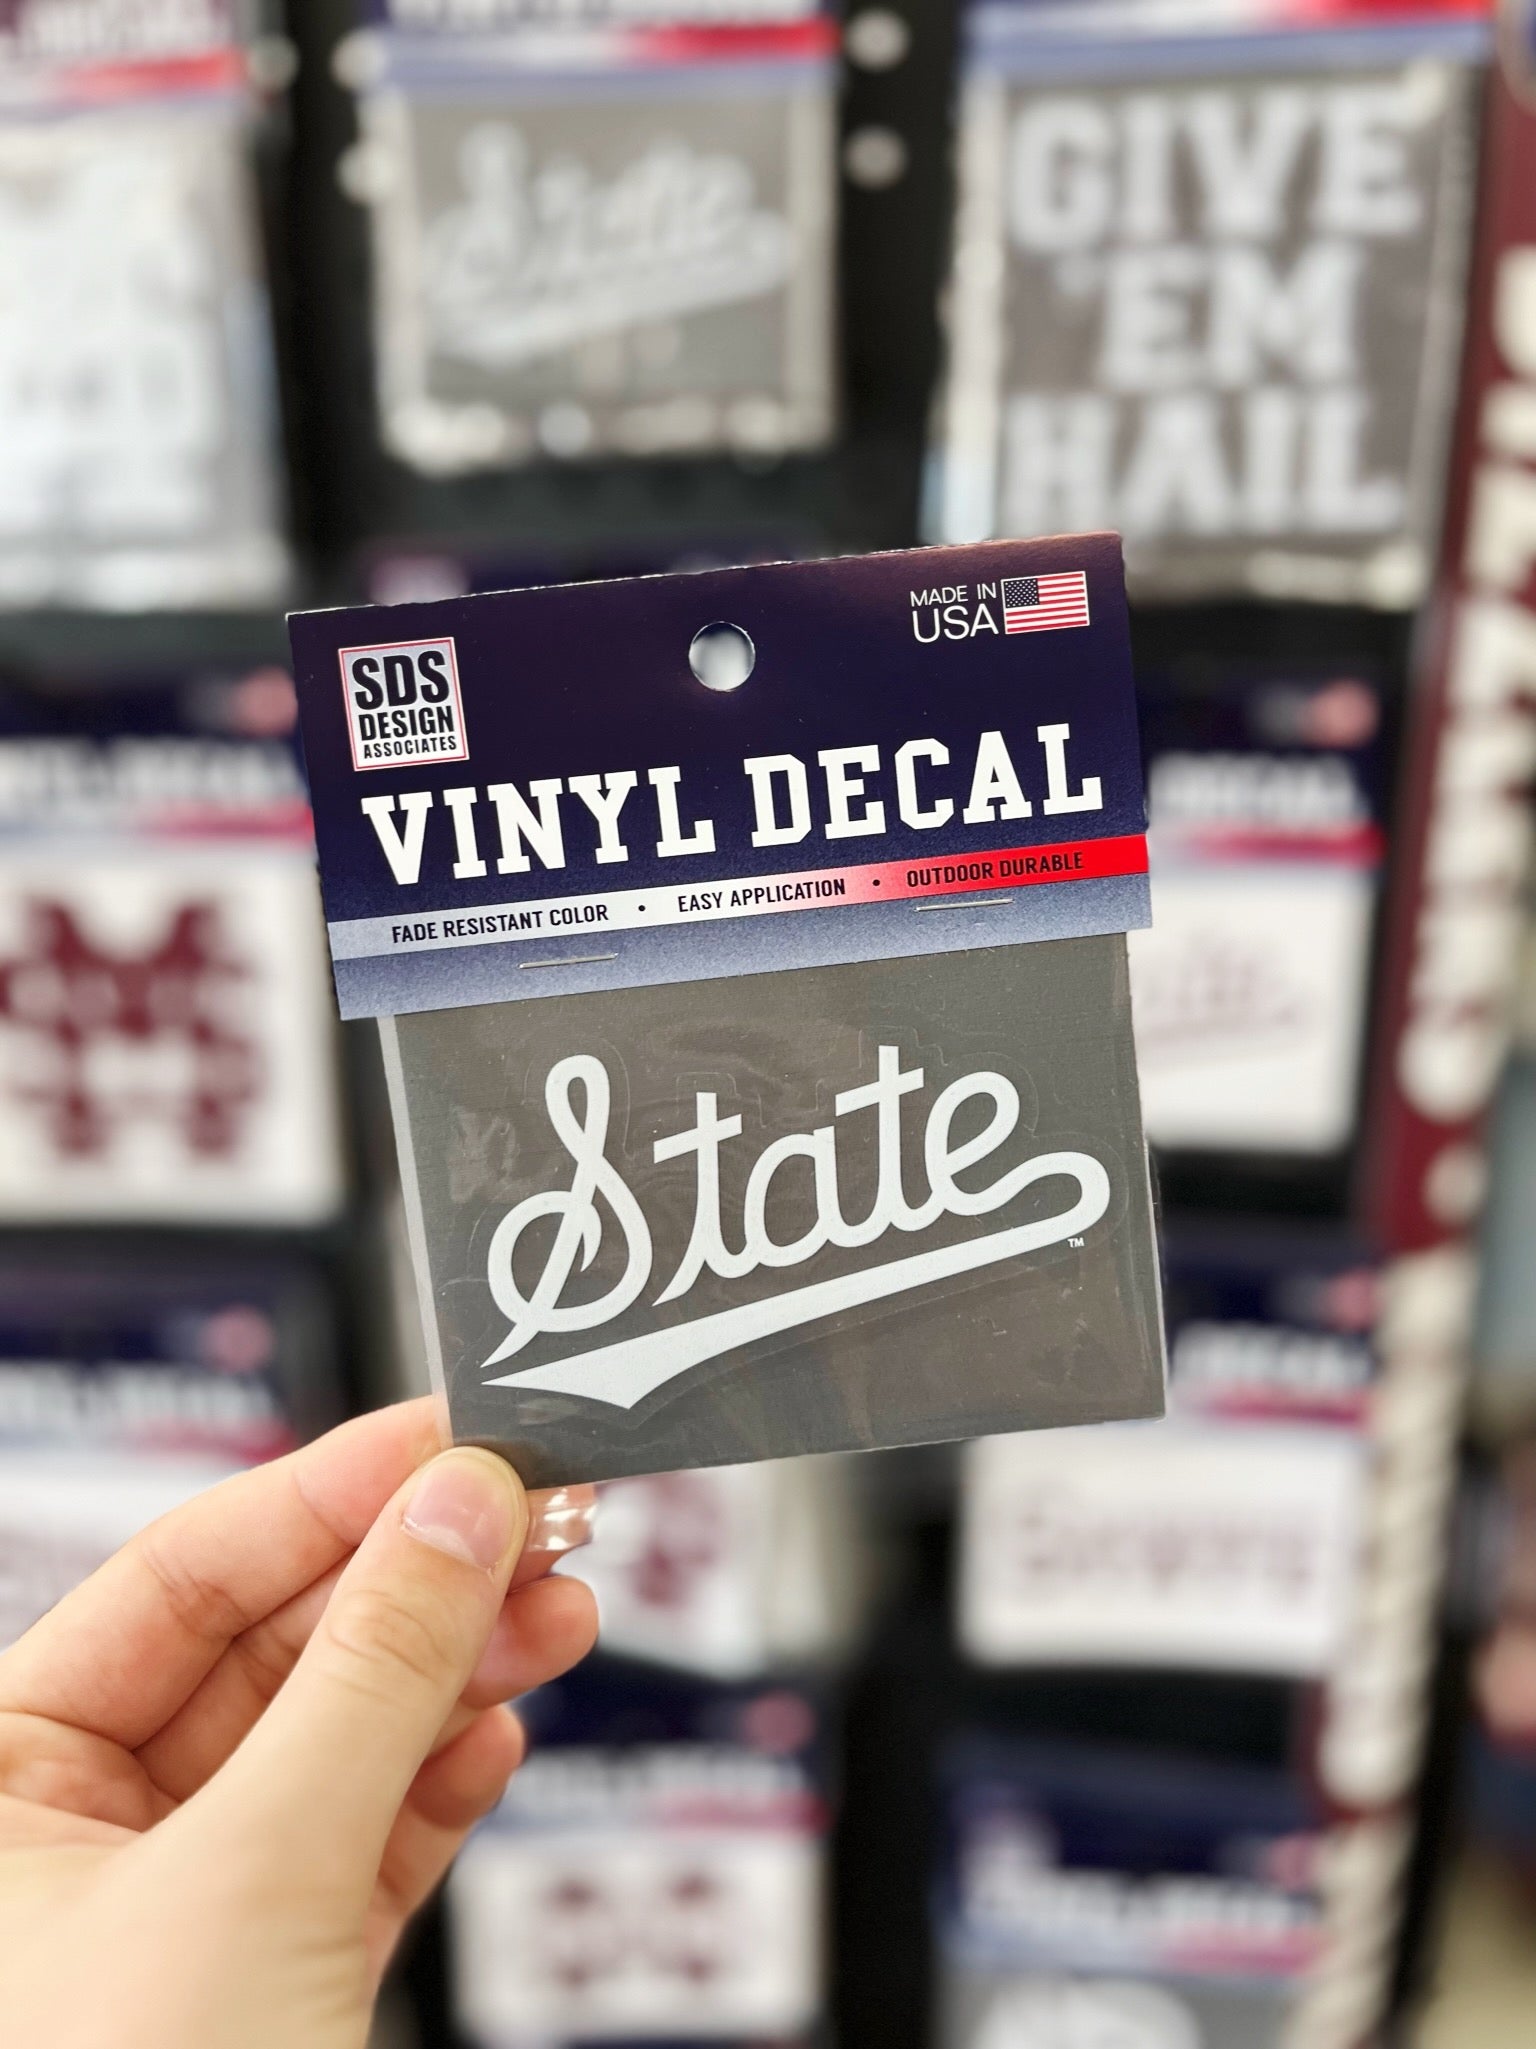 GIVE
'EM
HAIL
SDS
DESIGN
ASSOCIATES
MADE IN
USA
VINYL DECAL
FADE RESISTANT COLOR • EASY APPLICATION • OUTDOOR DURABLE
State
TM